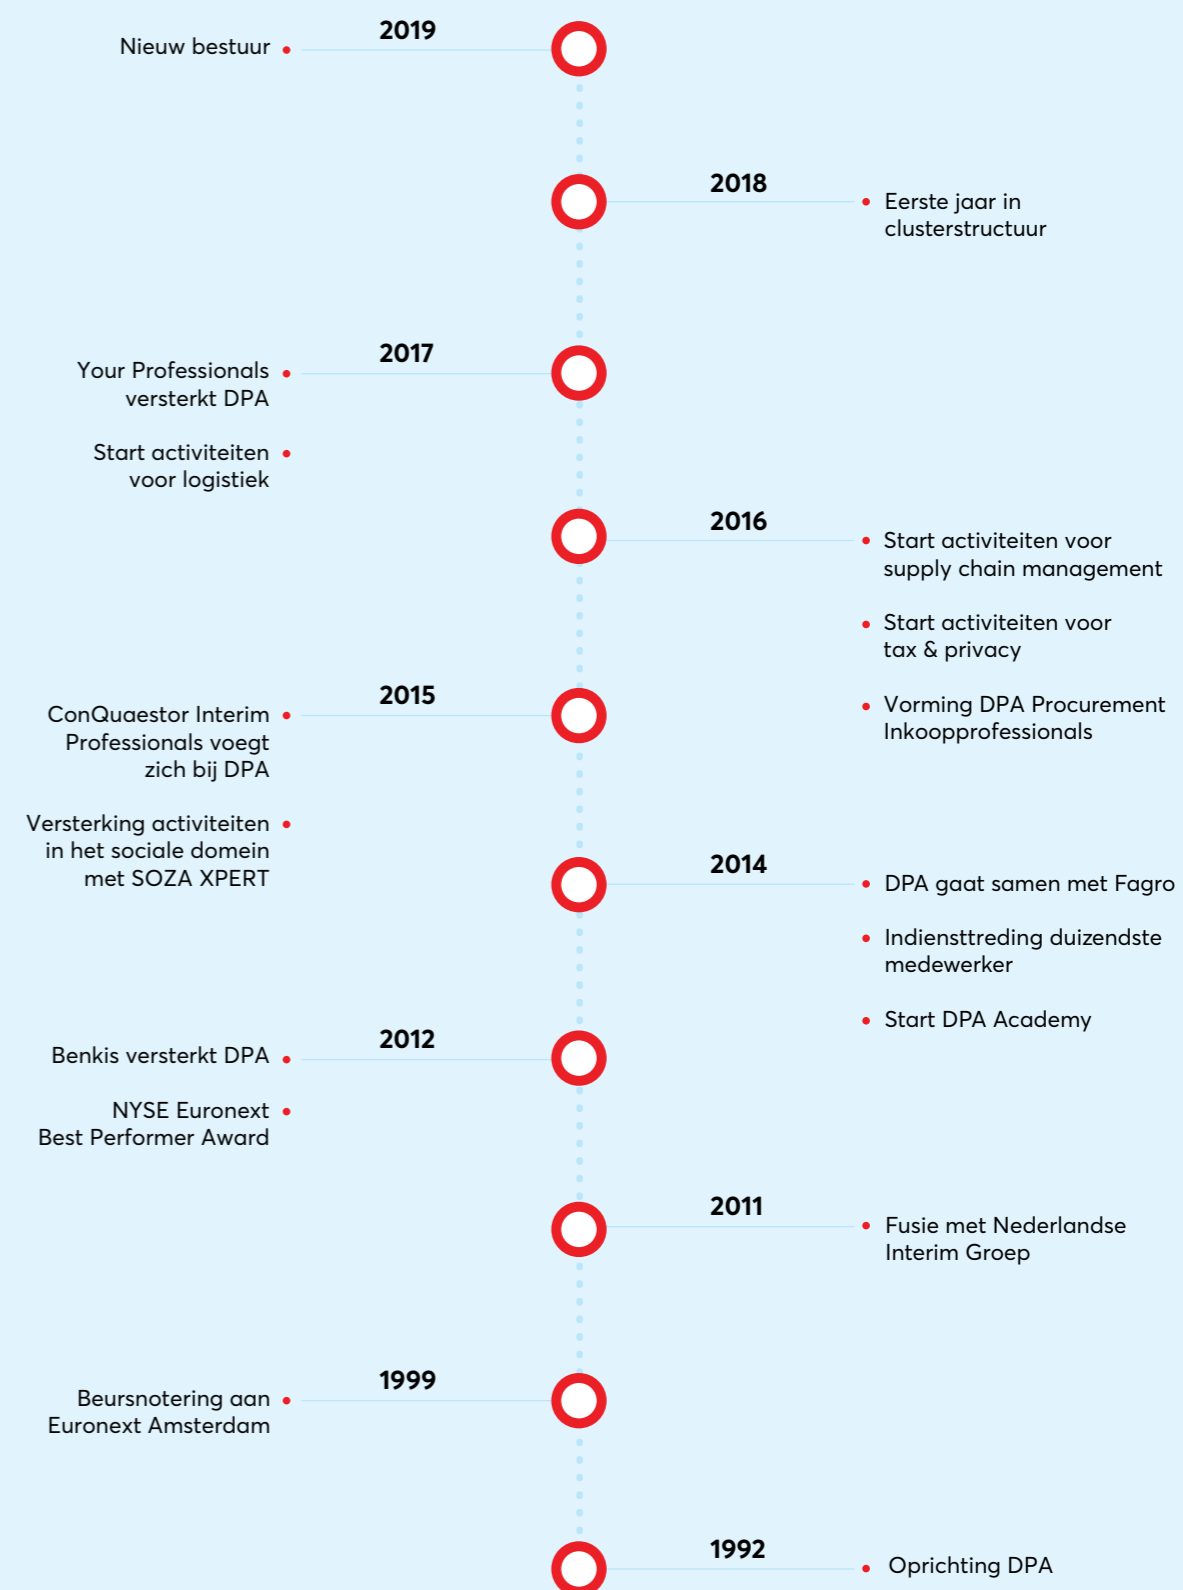 2019
Nieuw bestuur
2018
Eerste jaar in
clusterstructuur
2017
Your Professionals
versterkt DPA
Start activiteiten
voor logistiek
2016
Start activiteiten voor
supply chain management
Start activiteiten voor
tax & privacy
Vorming DPA Procurement
Inkoopprofessionals
2015
ConQuaestor Interim
Professionals voegt
zich bij DPA
Versterking activiteiten
in het sociale domein
met SOZA XPERT
2014
DPA gaat samen met Fagro
Indiensttreding duizendste
medewerker
Start DPA Academy
2012
Benkis versterkt DPA
NYSE Euronext
Best Performer Award
2011
Fusie met Nederlandse
Interim Groep
1999
Beursnotering aan
Euronext Amsterdam
1992
Oprichting DPA